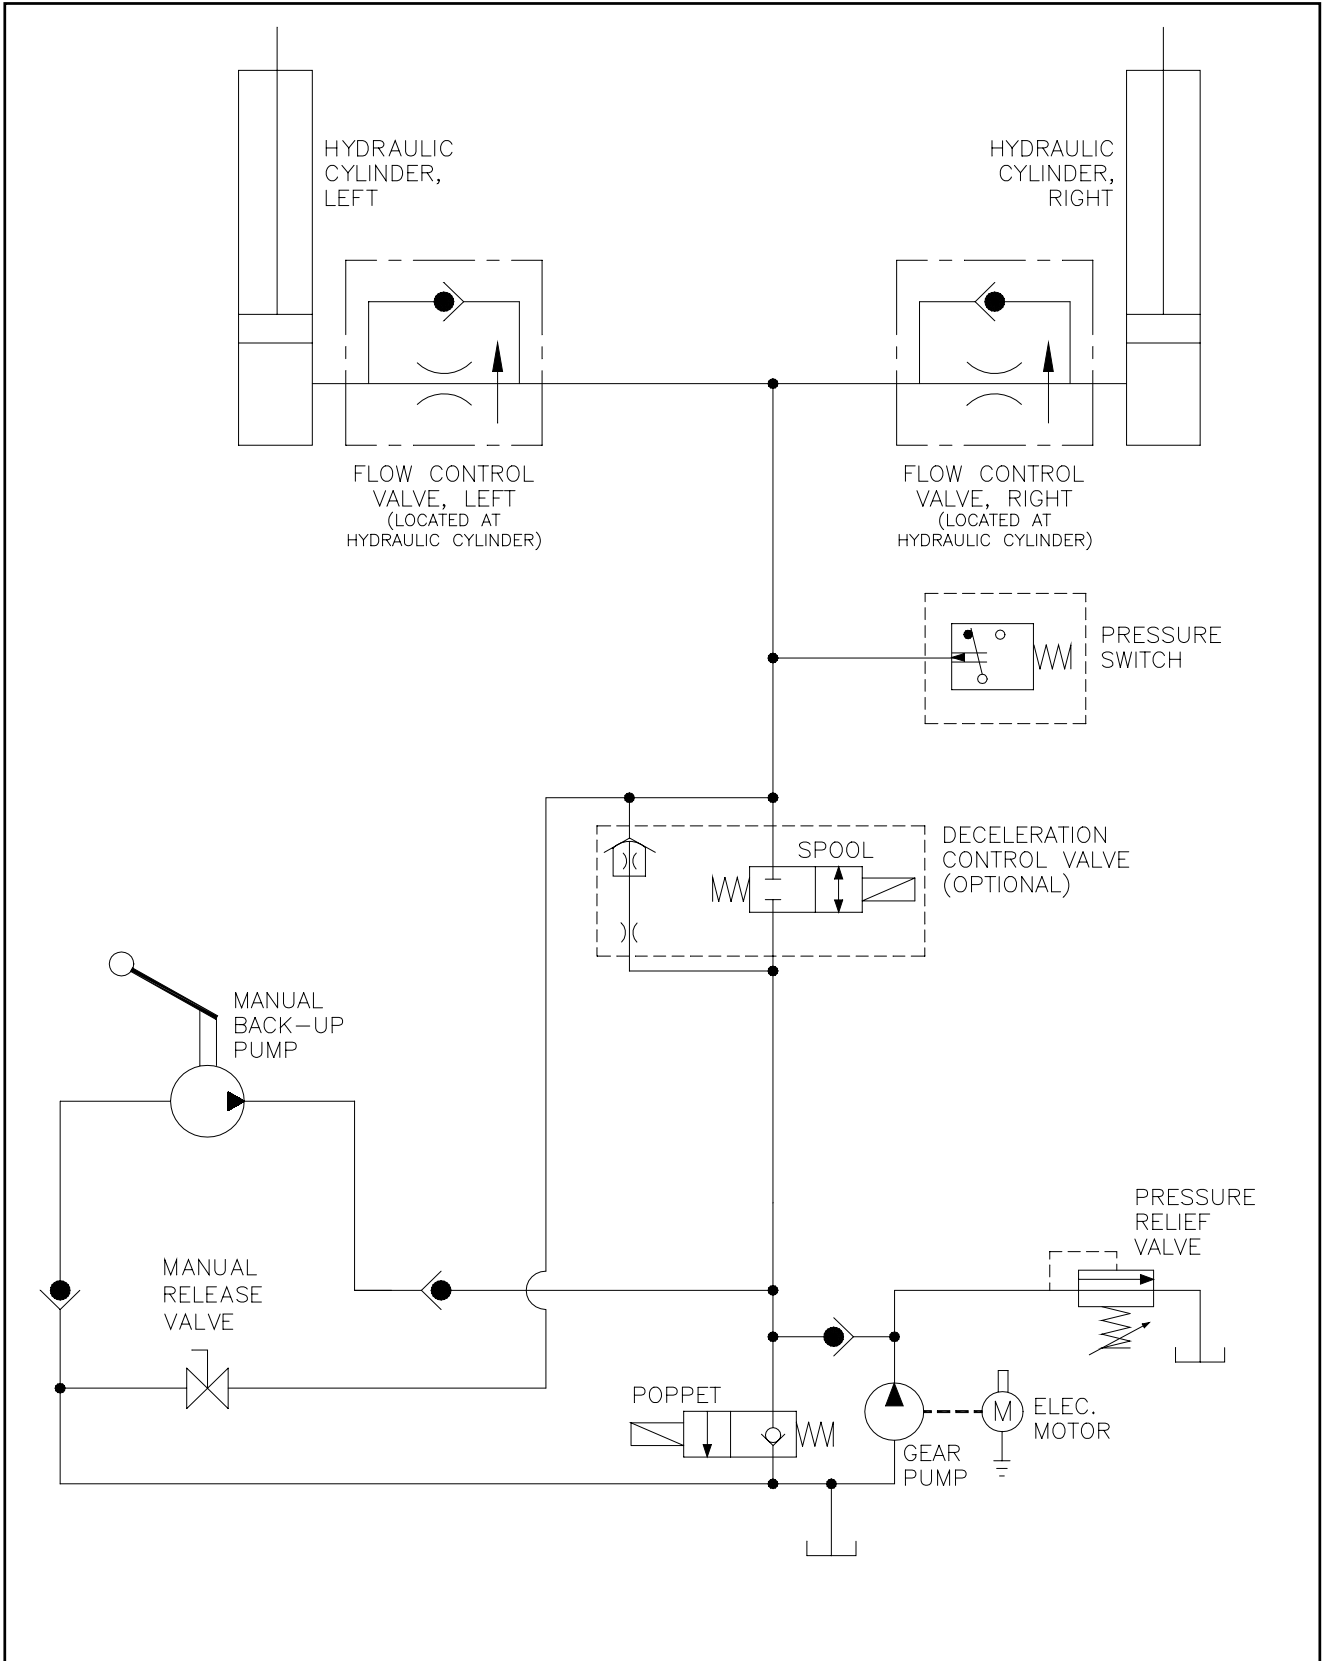 HYDRAULIC
CYLINDER,
LEFT
HYDRAULIC
CYLINDER,
RIGHT
FLOW CONTROL
VALVE, LEFT
(LOCATED AT
HYDRAULIC CYLINDER)
FLOW CONTROL
VALVE, RIGHT
(LOCATED AT
HYDRAULIC CYLINDER)
PRESSURE
SWITCH
SPOOL
DECELERATION
CONTROL VALVE
(OPTIONAL)
MANUAL
BACK-UP
PUMP
PRESSURE
RELIEF
VALVE
MANUAL
RELEASE
VALVE
POPPET
M
ELEC.
MOTOR
GEAR
PUMP